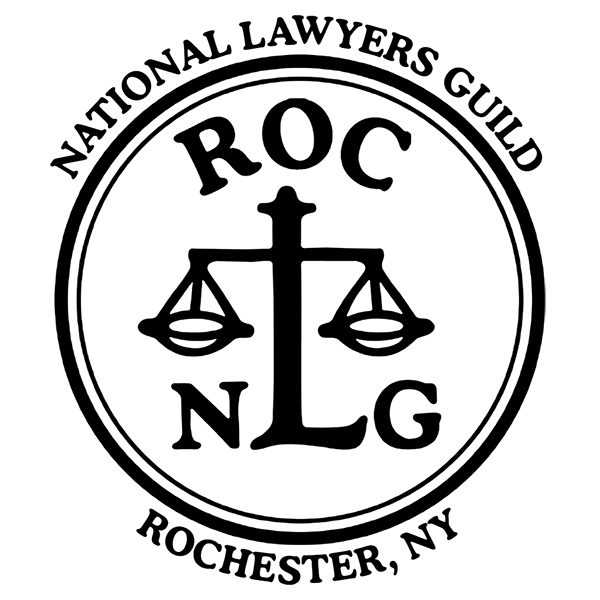 NATIONAL LAWYERS GUILD
ROC
NLG
ROCHESTER, NY